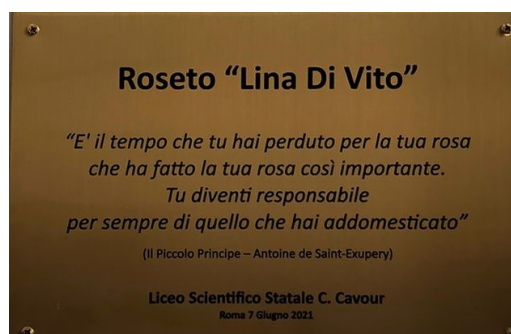 Roseto “Lina Di Vito”
“E' il tempo che tu hai perduto per la tua rosa
che ha fatto la tua rosa così importante.
Tu diventi responsabile
per sempre di quello che hai addomesticato”
(Il Piccolo Principe – Antoine de Saint-Exupery)
Liceo Scientifico Statale C. Cavour
Roma 7 Giugno 2021